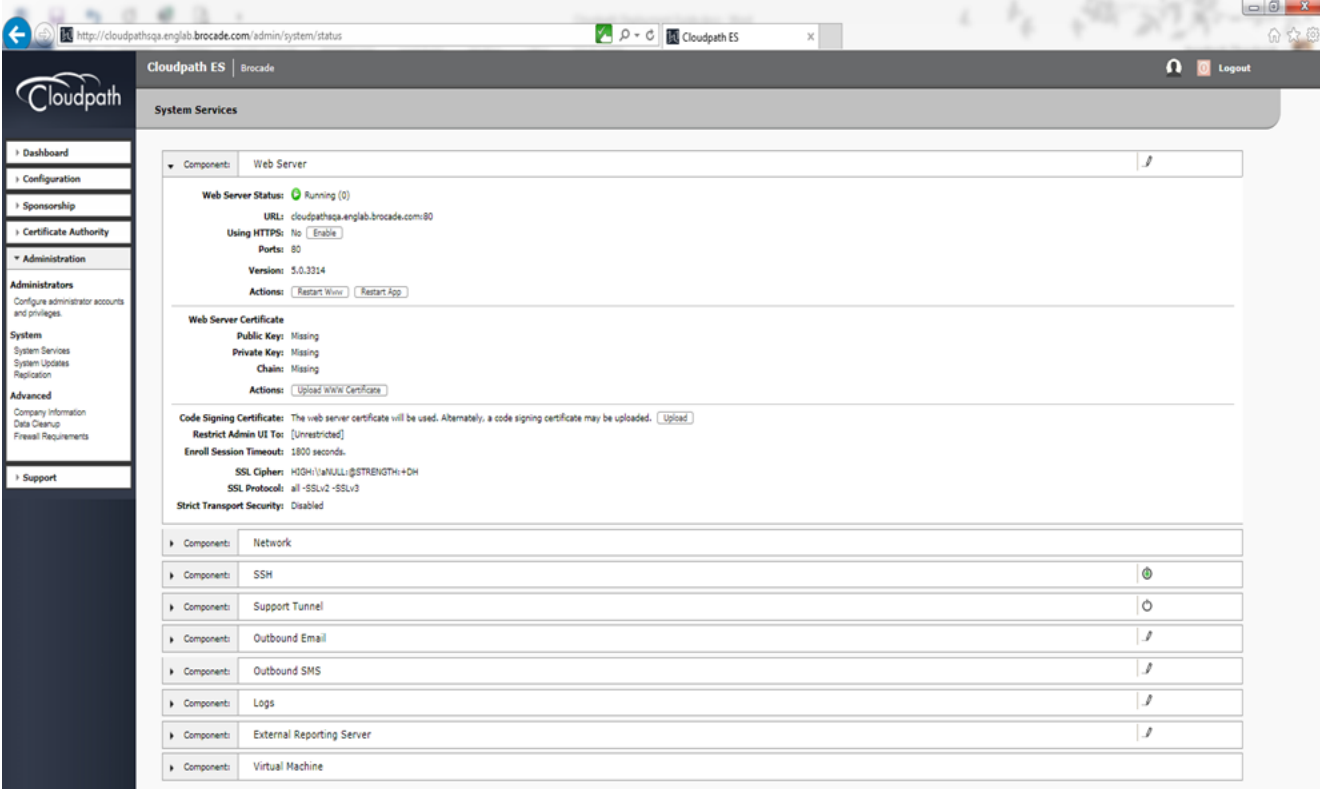 http://cloudpathsqa.englab.brocade.com/admin/system/status
Cloudpath ES
Cloudpath
Cloudpath ES | Brocade
Logout
System Services
Dashboard
Configuration
Sponsorship
Certificate Authority
Administration
Administrators
Configure administrator accounts
and privileges.
System
System Services
System Updates
Replication
Advanced
Company Information
Data Cleanup
Firewall Requirements
Support
Component: Web Server
Web Server Status: Running (0)
URL: cloudpathsqa.englab.brocade.com:80
Using HTTPS: No Enable
Ports: 80
Version: 5.0.3314
Actions: Restart Www Restart App
Web Server Certificate
Public Key: Missing
Private Key: Missing
Chain: Missing
Actions: Upload WWW Certificate
Code Signing Certificate: The web server certificate will be used. Alternately, a code signing certificate may be uploaded. Upload
Restrict Admin UI To: [Unrestricted]
Enroll Session Timeout: 1800 seconds.
SSL Cipher: HIGH:\!aNULL:@STRENGTH:+DH
SSL Protocol: all -SSLv2 -SSLv3
Strict Transport Security: Disabled
Component: Network
Component: SSH
Component: Support Tunnel
Component: Outbound Email
Component: Outbound SMS
Component: Logs
Component: External Reporting Server
Component: Virtual Machine